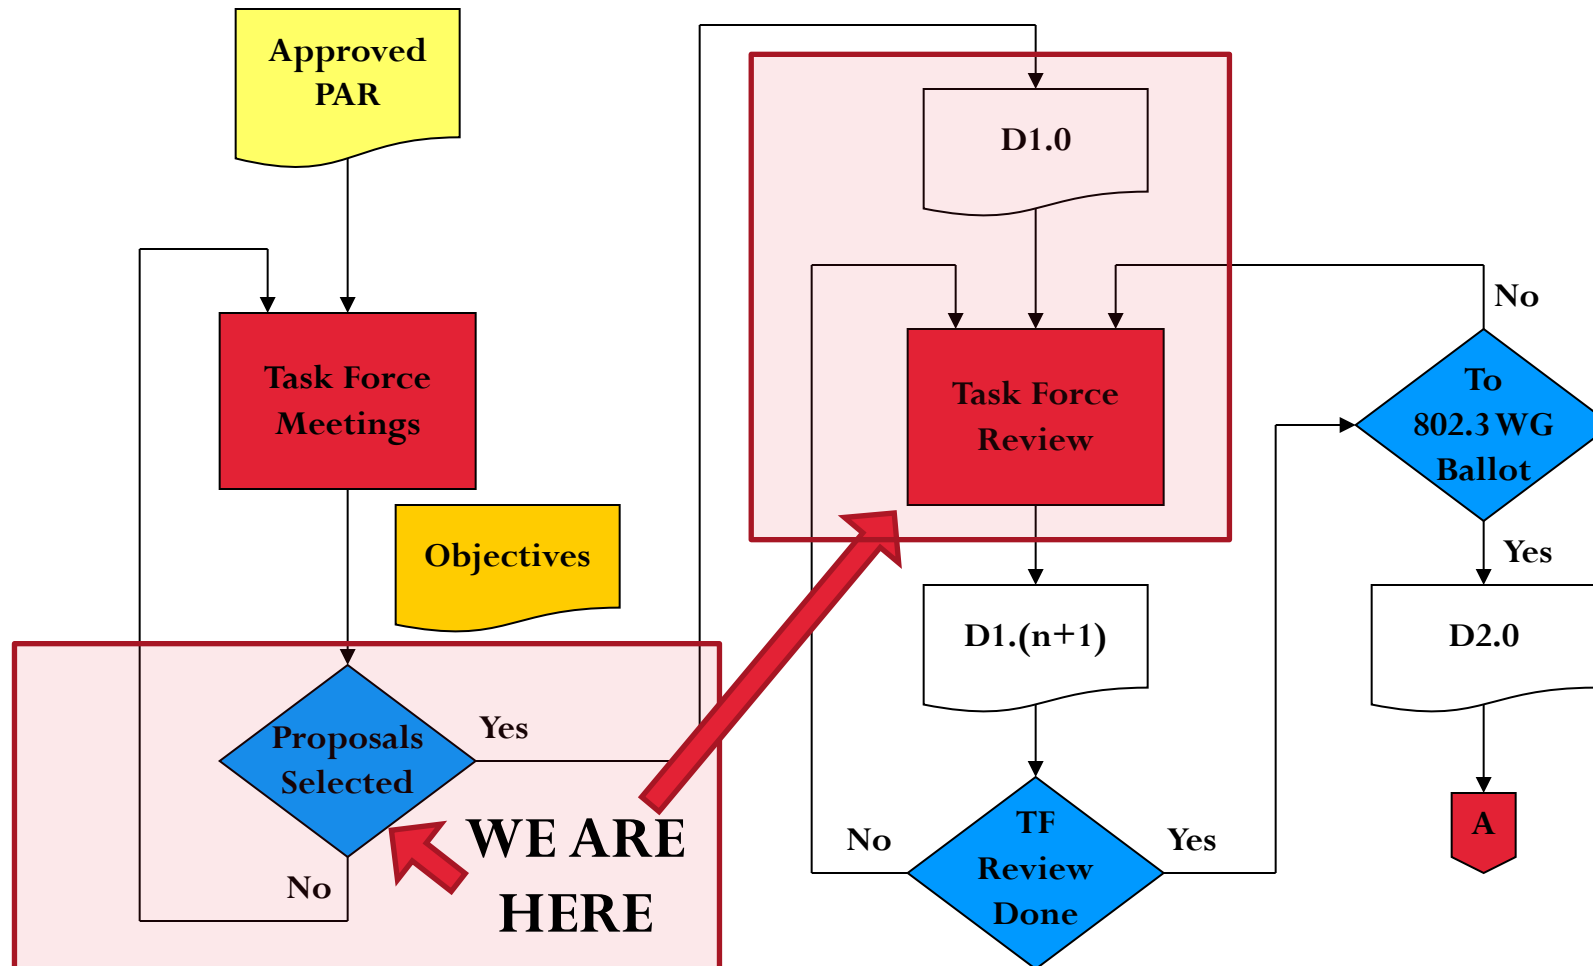 Approved
PAR
Task Force
Meetings
Objectives
Proposals
Selected
Yes
No
WE ARE
HERE
D1.0
Task Force
Review
D1.(n+1)
TF
Review
Done
No
Yes
To
802.3 WG
Ballot
No
Yes
D2.0
A